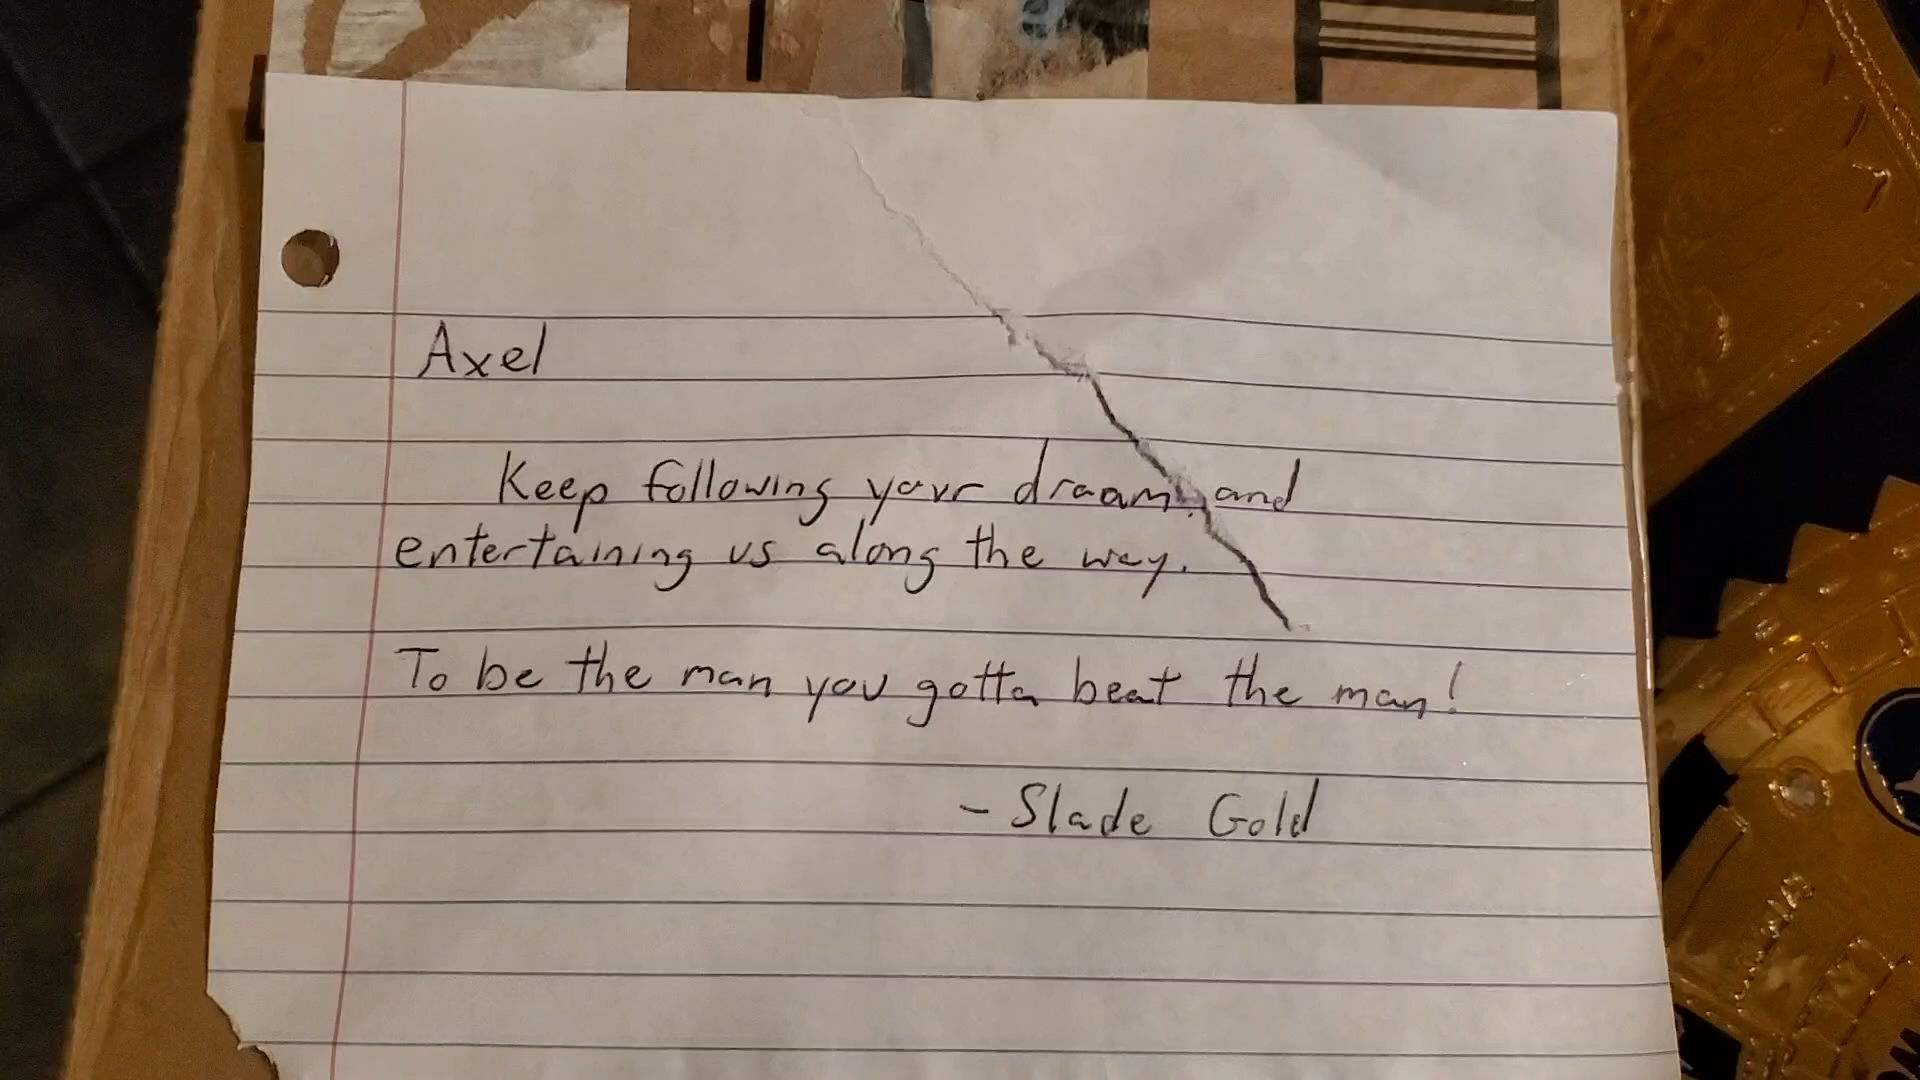 Axel
Keep following your draams and
entertaining us along the way.
To be the man you gotta beat the man!
- Slade Gold